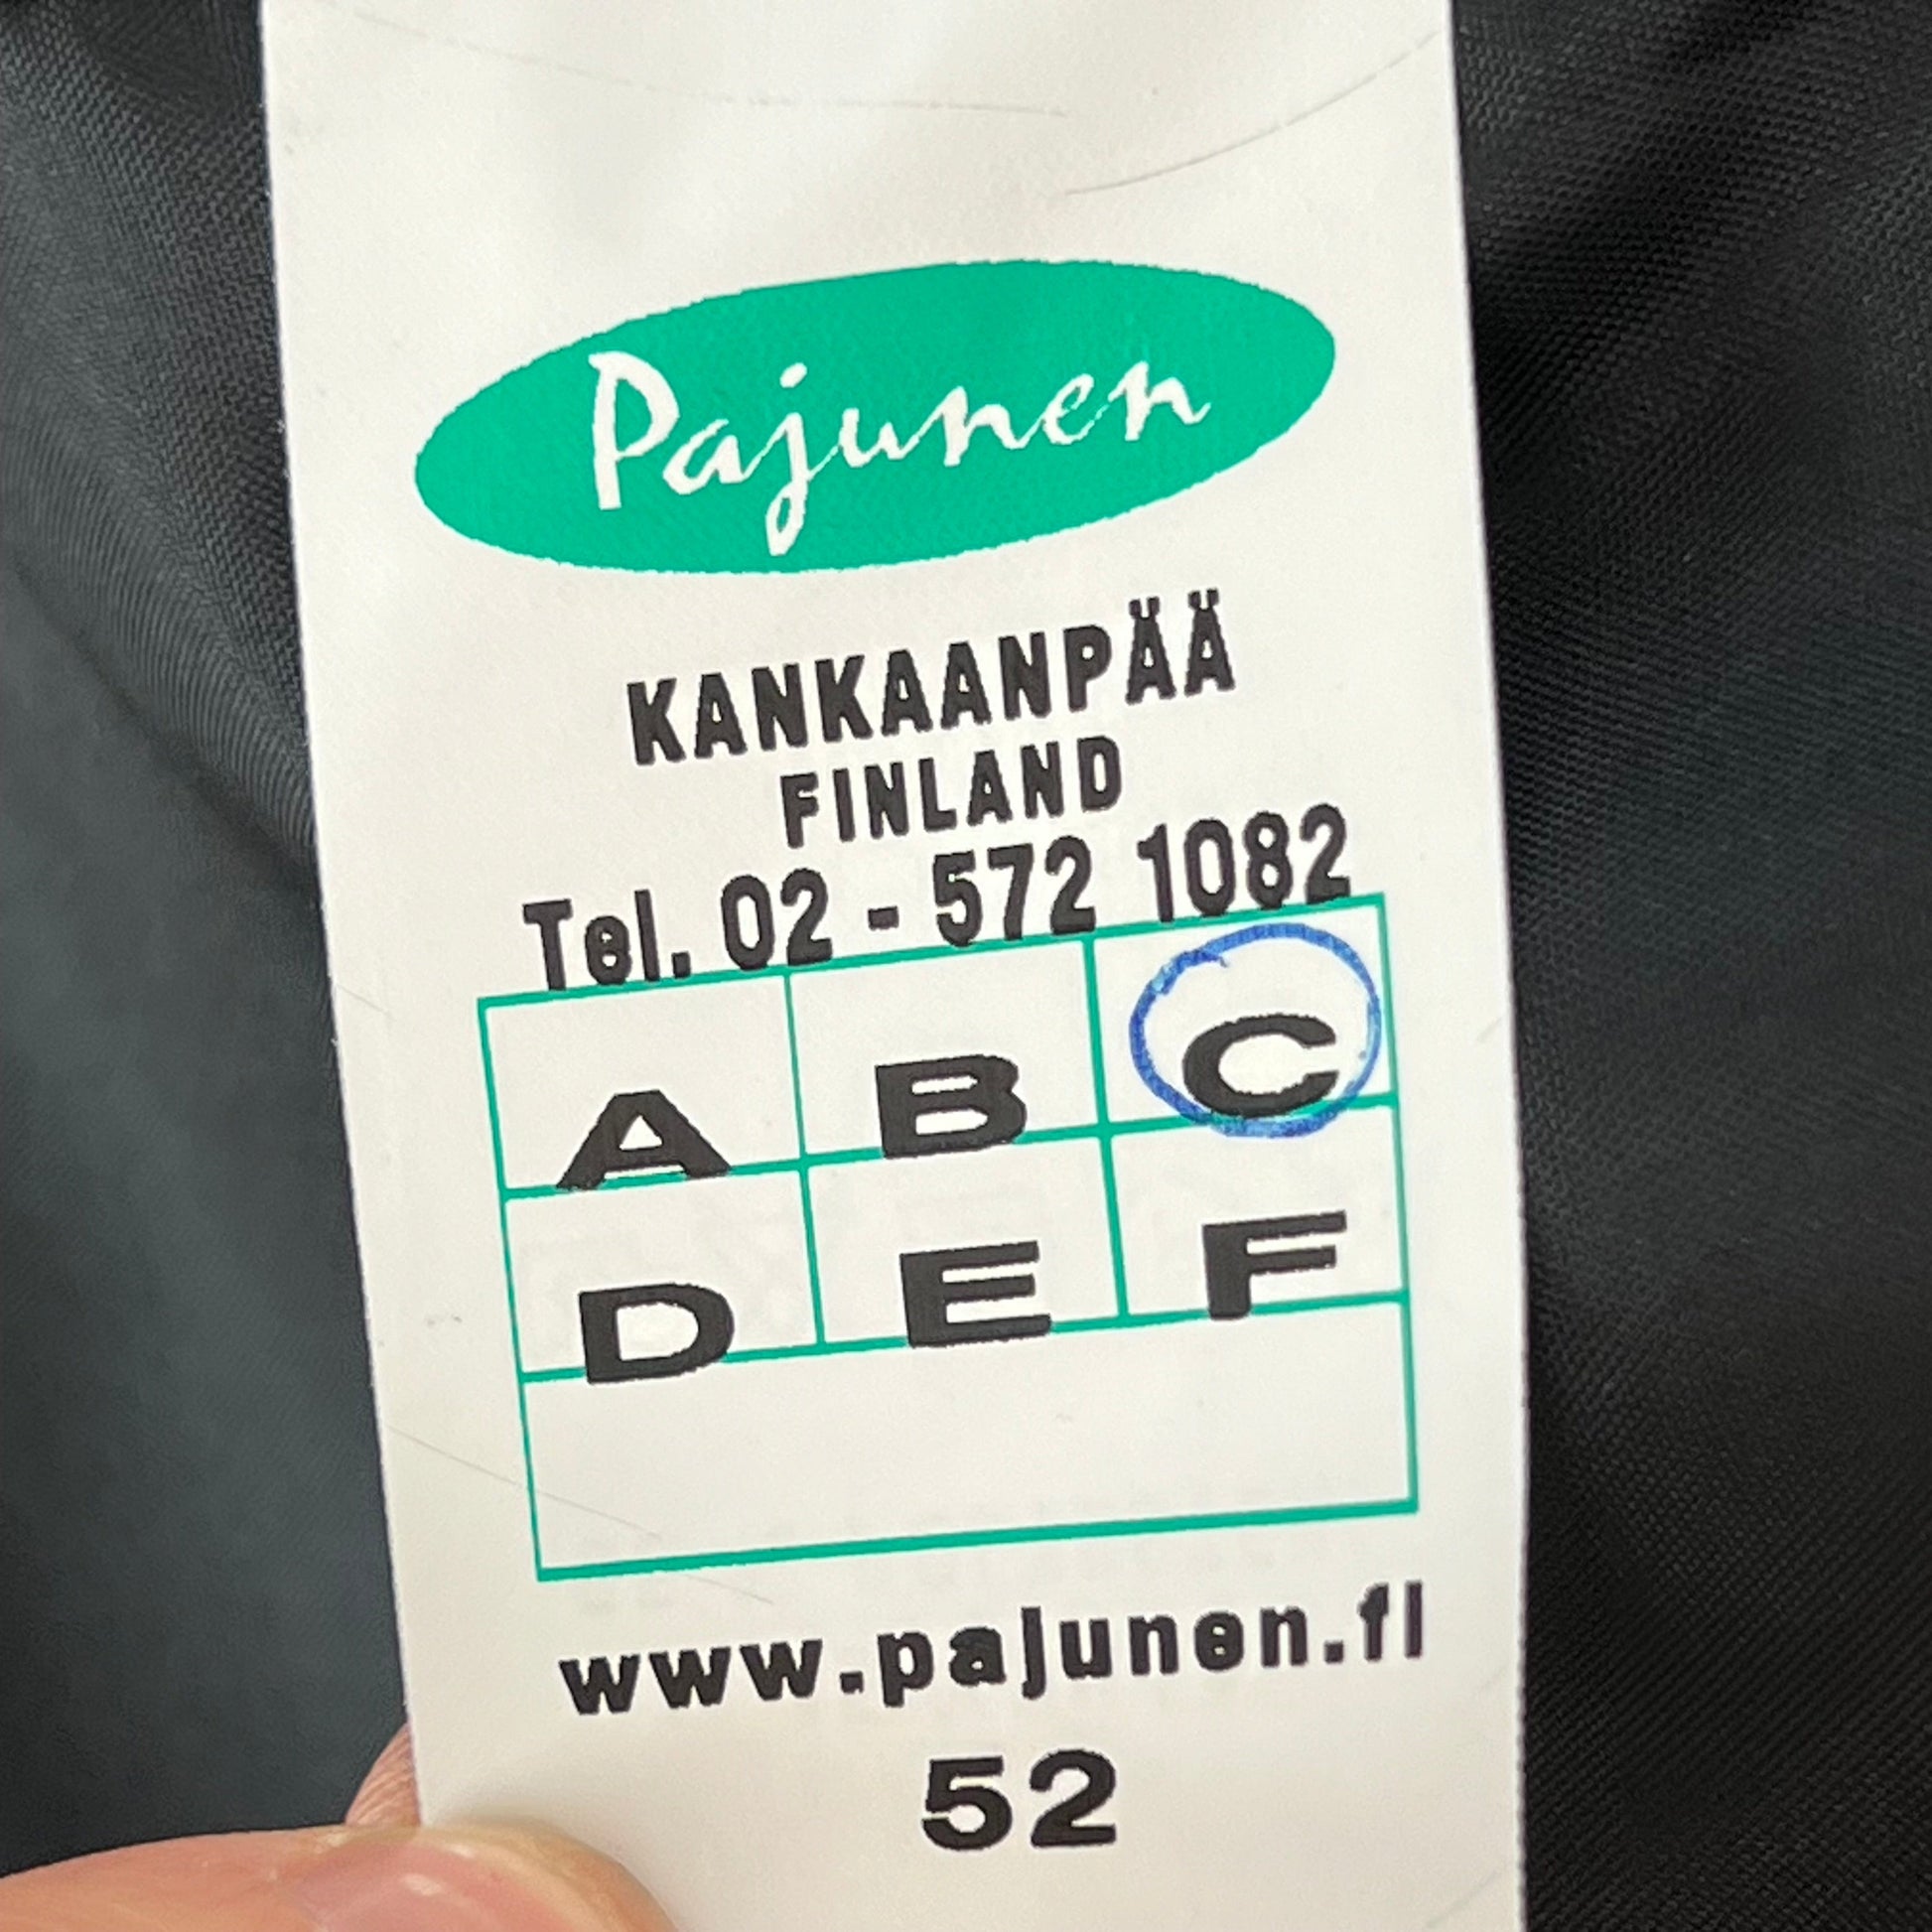 Pajunen
KANKAANPÄÄ
FINLAND
Tel. 02 - 572 1082
A B C
D E F
www.pajunen.fi
52